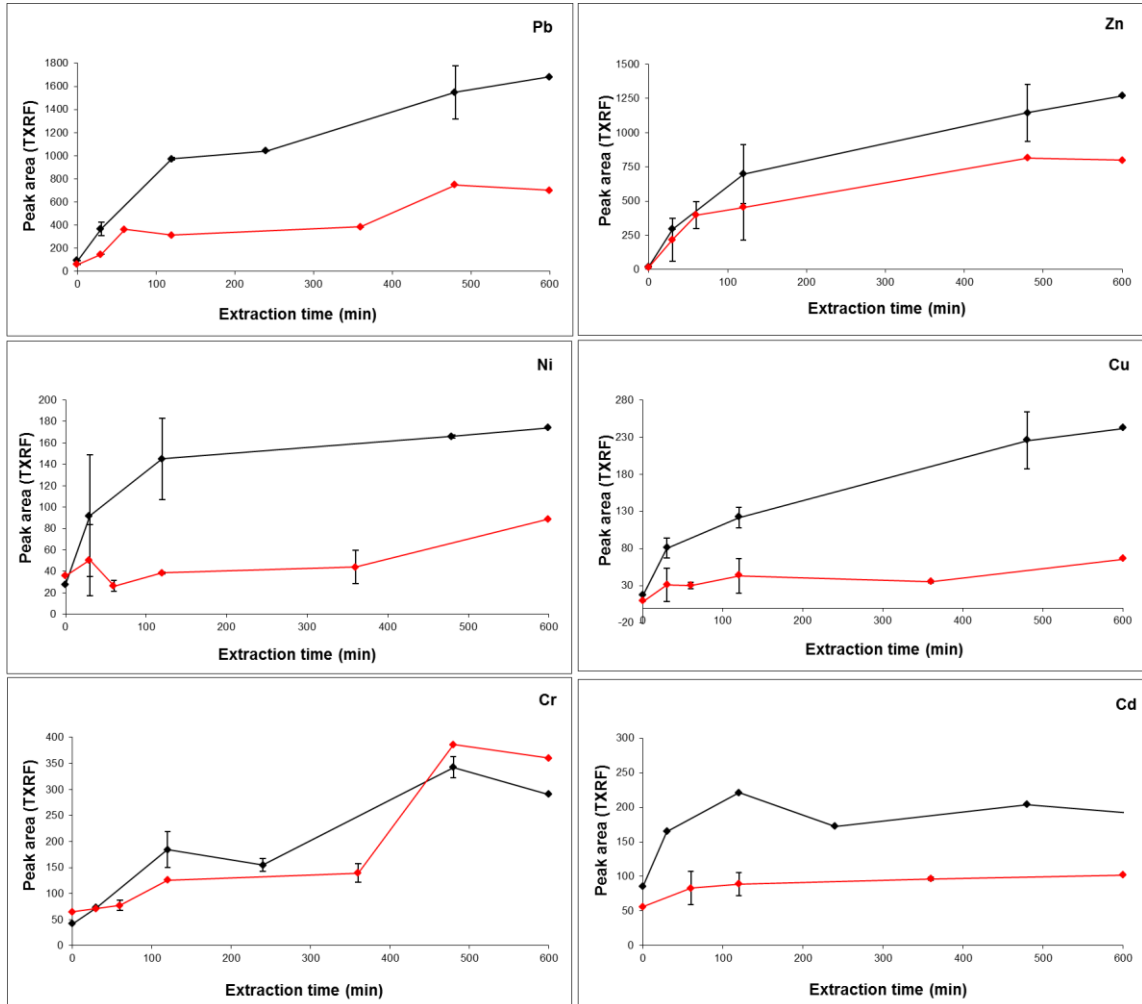 Pb
Peak area (TXRF)
1800
1600
1400
1200
1000
800
600
400
200
0
0 100 200 300 400 500 600
Extraction time (min)
Zn
Peak area (TXRF)
1500
1250
1000
750
500
250
0
0 100 200 300 400 500 600
Extraction time (min)
Ni
Peak area (TXRF)
200
180
160
140
120
100
80
60
40
20
0
0 100 200 300 400 500 600
Extraction time (min)
Cu
Peak area (TXRF)
280
230
180
130
80
30
-20
0 100 200 300 400 500 600
Extraction time (min)
Cr
Peak area (TXRF)
400
350
300
250
200
150
100
50
0
0 100 200 300 400 500 600
Extraction time (min)
Cd
Peak area (TXRF)
300
250
200
150
100
50
0
0 100 200 300 400 500 600
Extraction time (min)